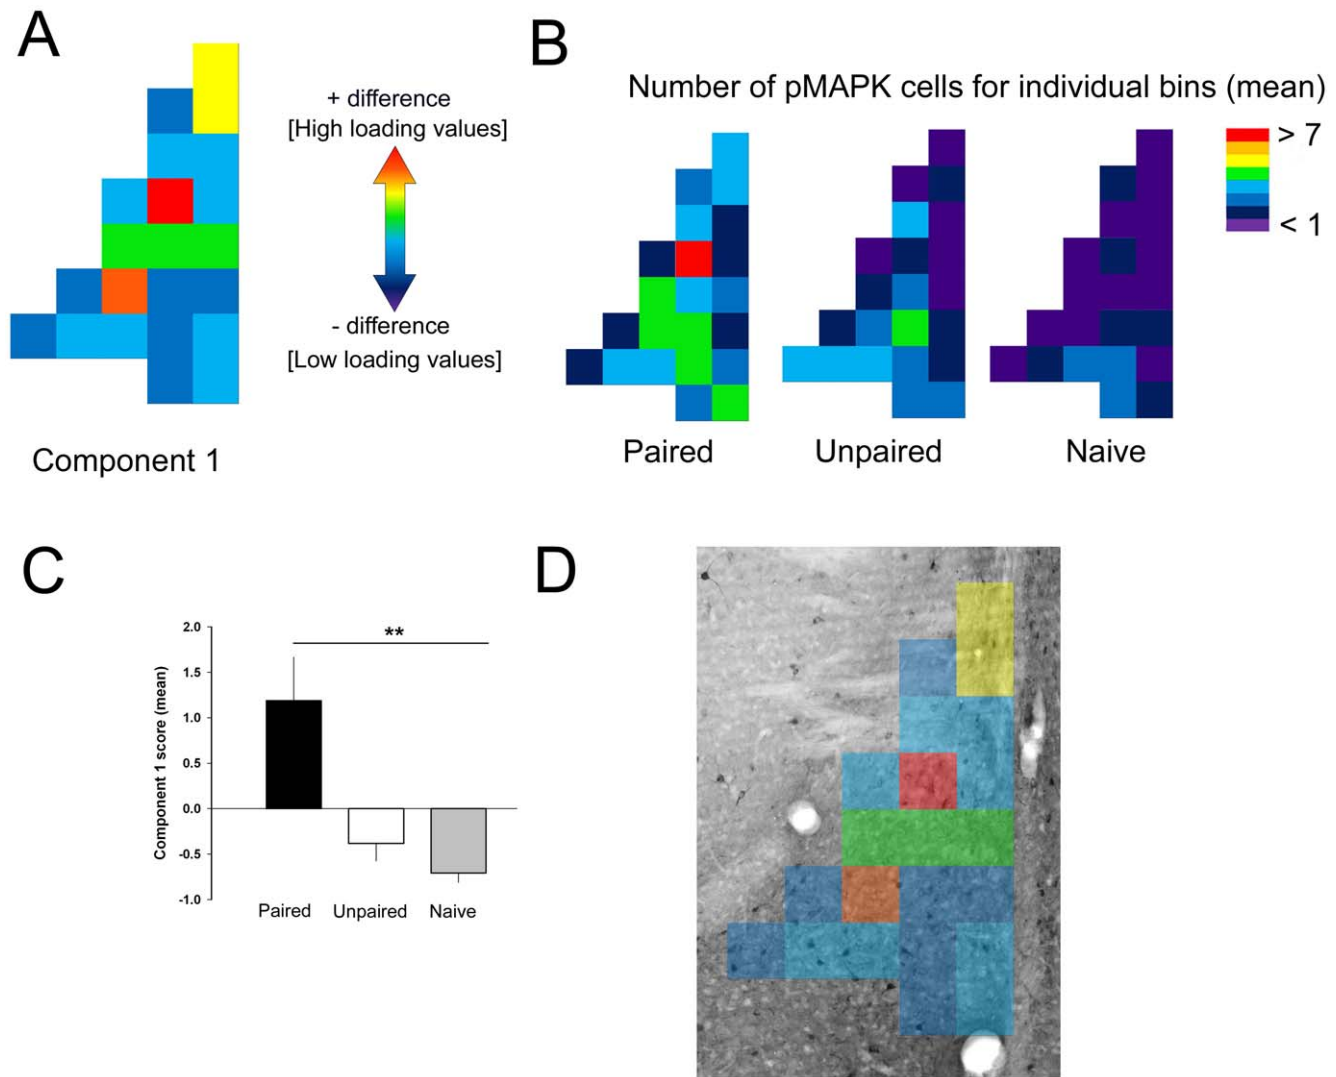 A
+ difference
[High loading values]
- difference
[Low loading values]
Component 1
B
Number of pMAPK cells for individual bins (mean)
> 7
< 1
Paired
Unpaired
Naive
C
Component 1 score (mean)
2.0
1.5
1.0
0.5
0.0
-0.5
-1.0
**
Paired
Unpaired
Naive
D